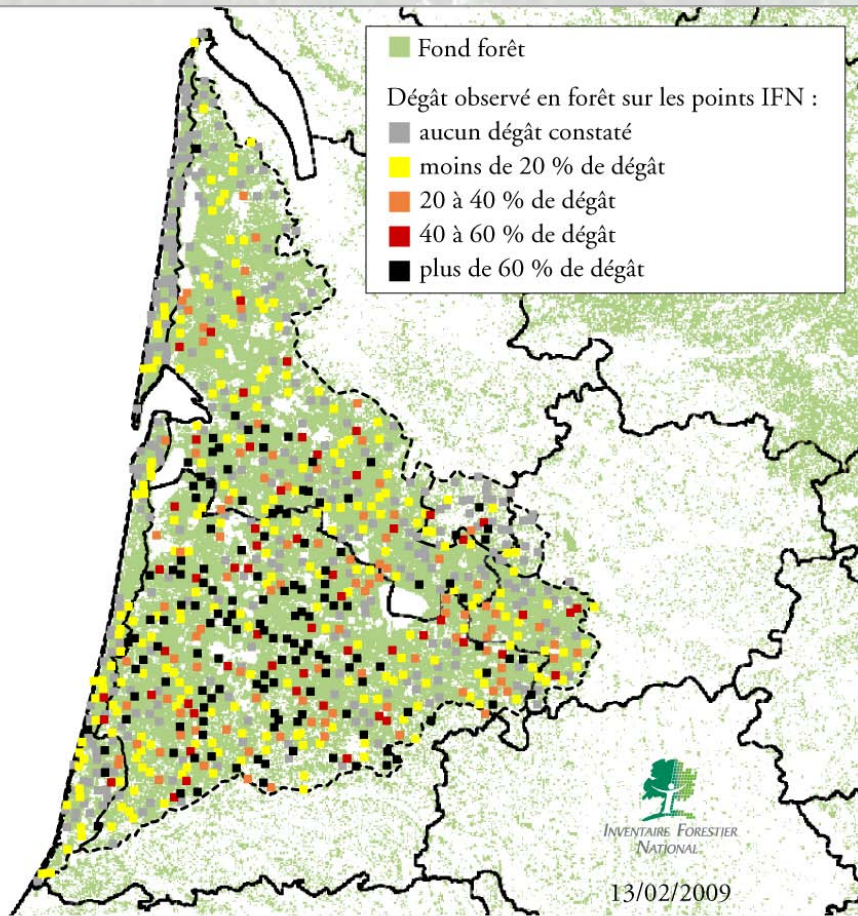 Fond forêt
Dégât observé en forêt sur les points IFN :
aucun dégât constaté
moins de 20 % de dégât
20 à 40 % de dégât
40 à 60 % de dégât
plus de 60 % de dégât
INVENTAIRE FORESTIER
NATIONAL
13/02/2009